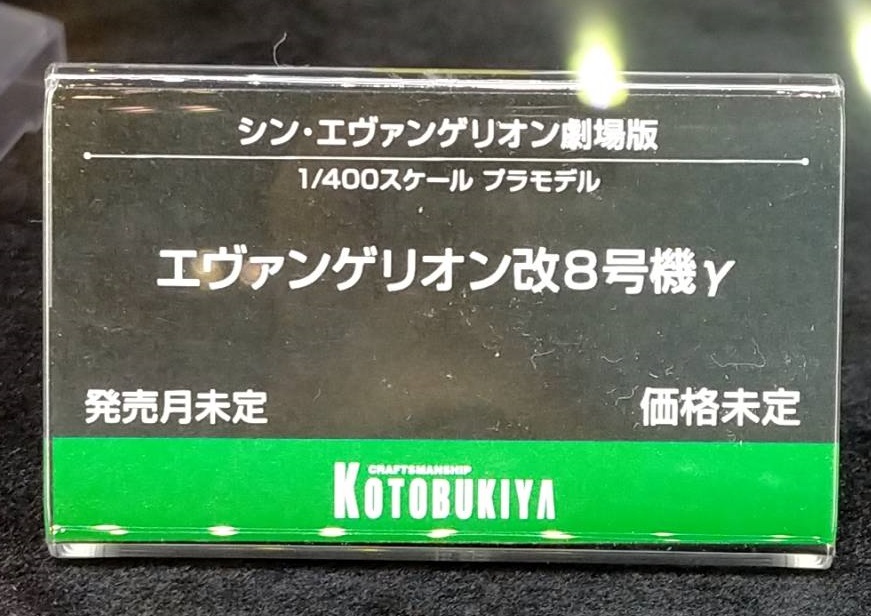 シン・エヴァンゲリオン劇場版
1/400スケール プラモデル
エヴァンゲリオン改8号機γ
発売月未定 価格未定
CRAFTSMANSHIP
KOTOBUKIYA